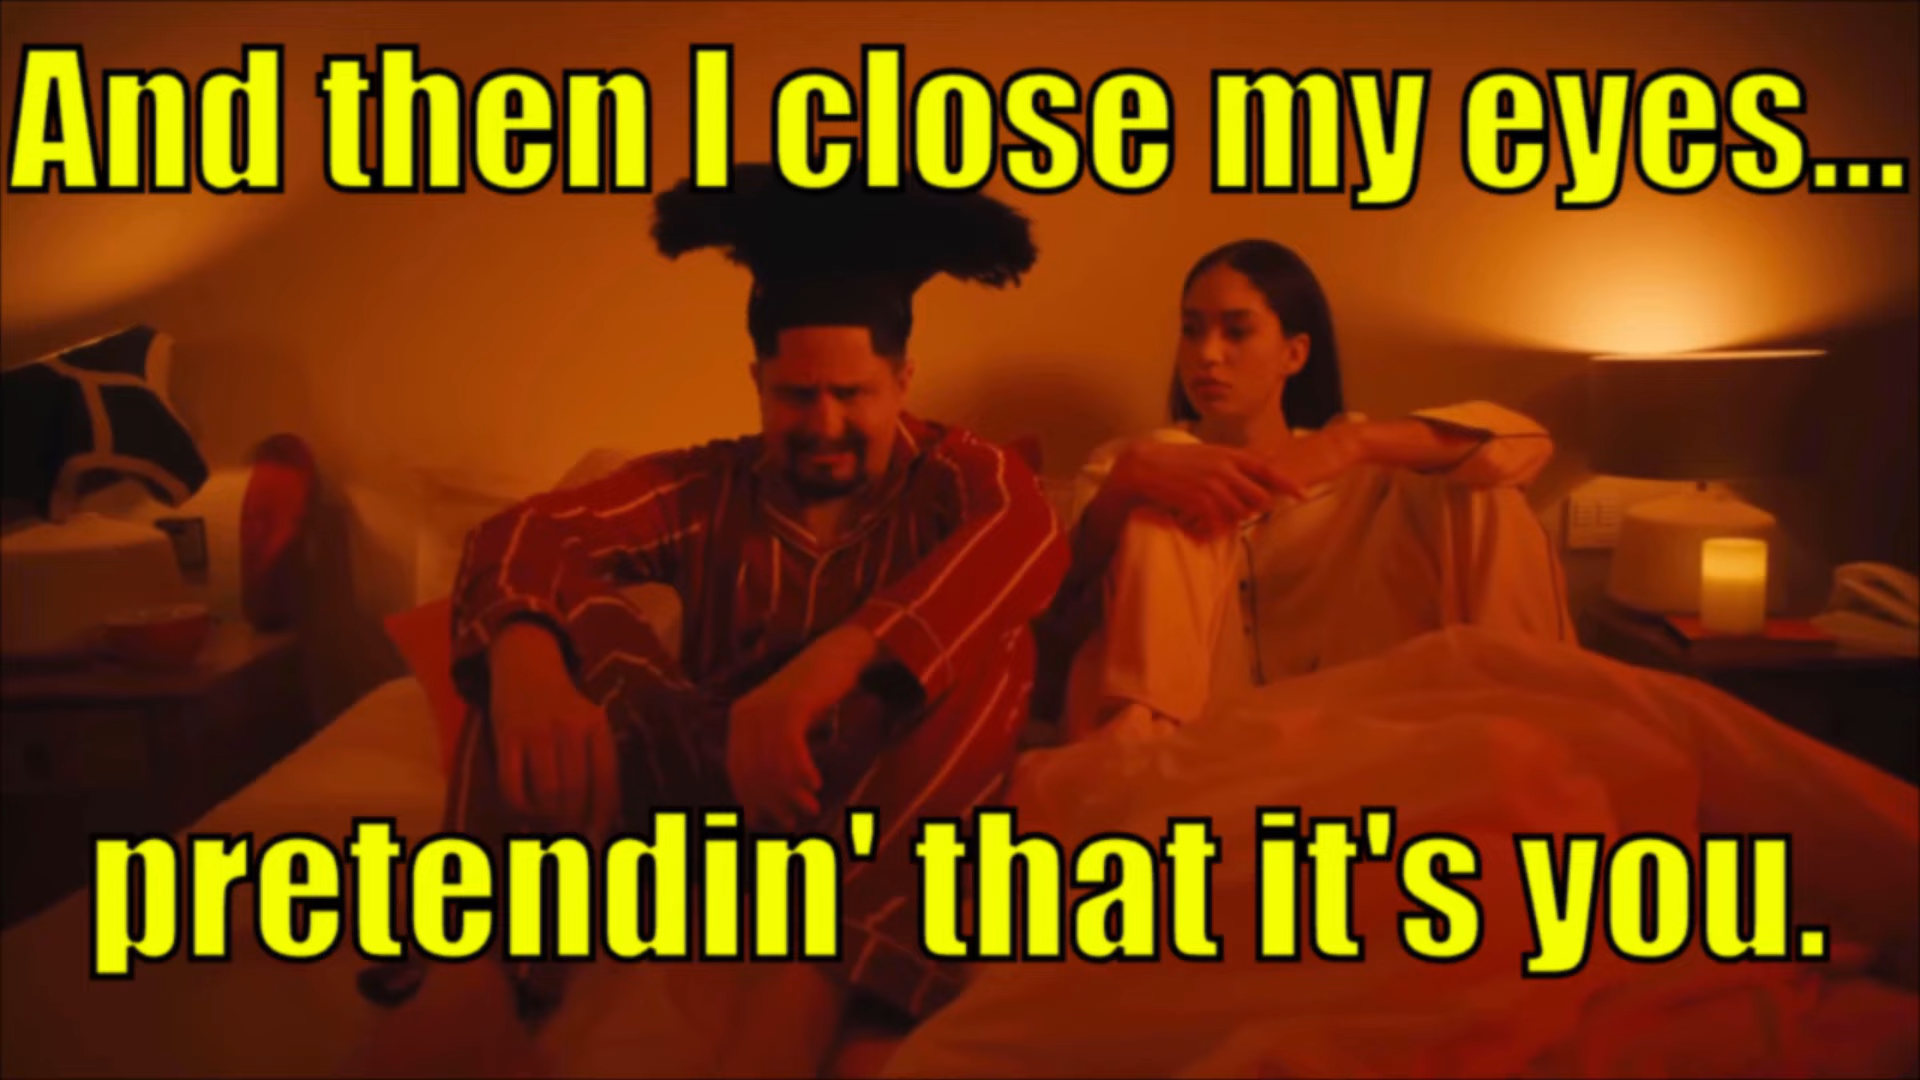 And then I close my eyes...
pretendin' that it's you.